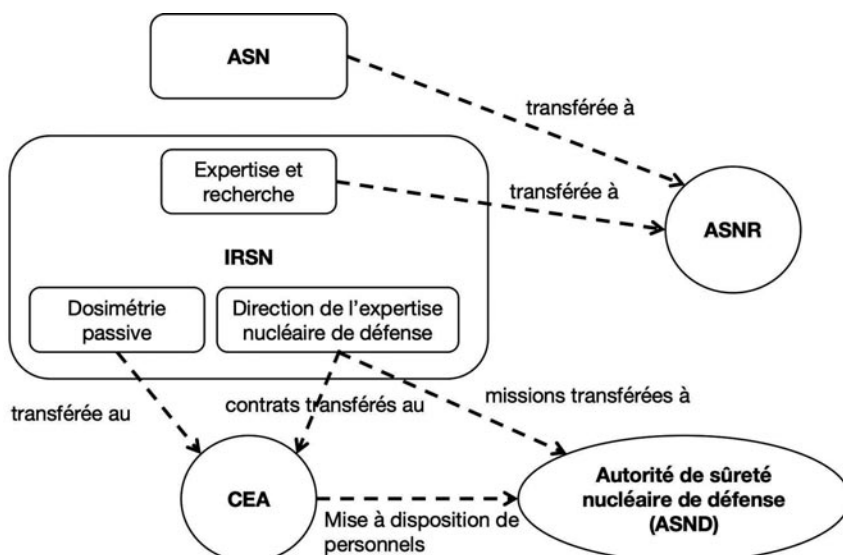 ASN
transférée à
Expertise et
recherche
transférée à
ASNR
IRSN
Dosimétrie
passive
Direction de l'expertise
nucléaire de défense
transférée au
contrats transférés au
missions transférées à
CEA
Mise à disposition de
personnels
Autorité de sûreté
nucléaire de défense
(ASND)